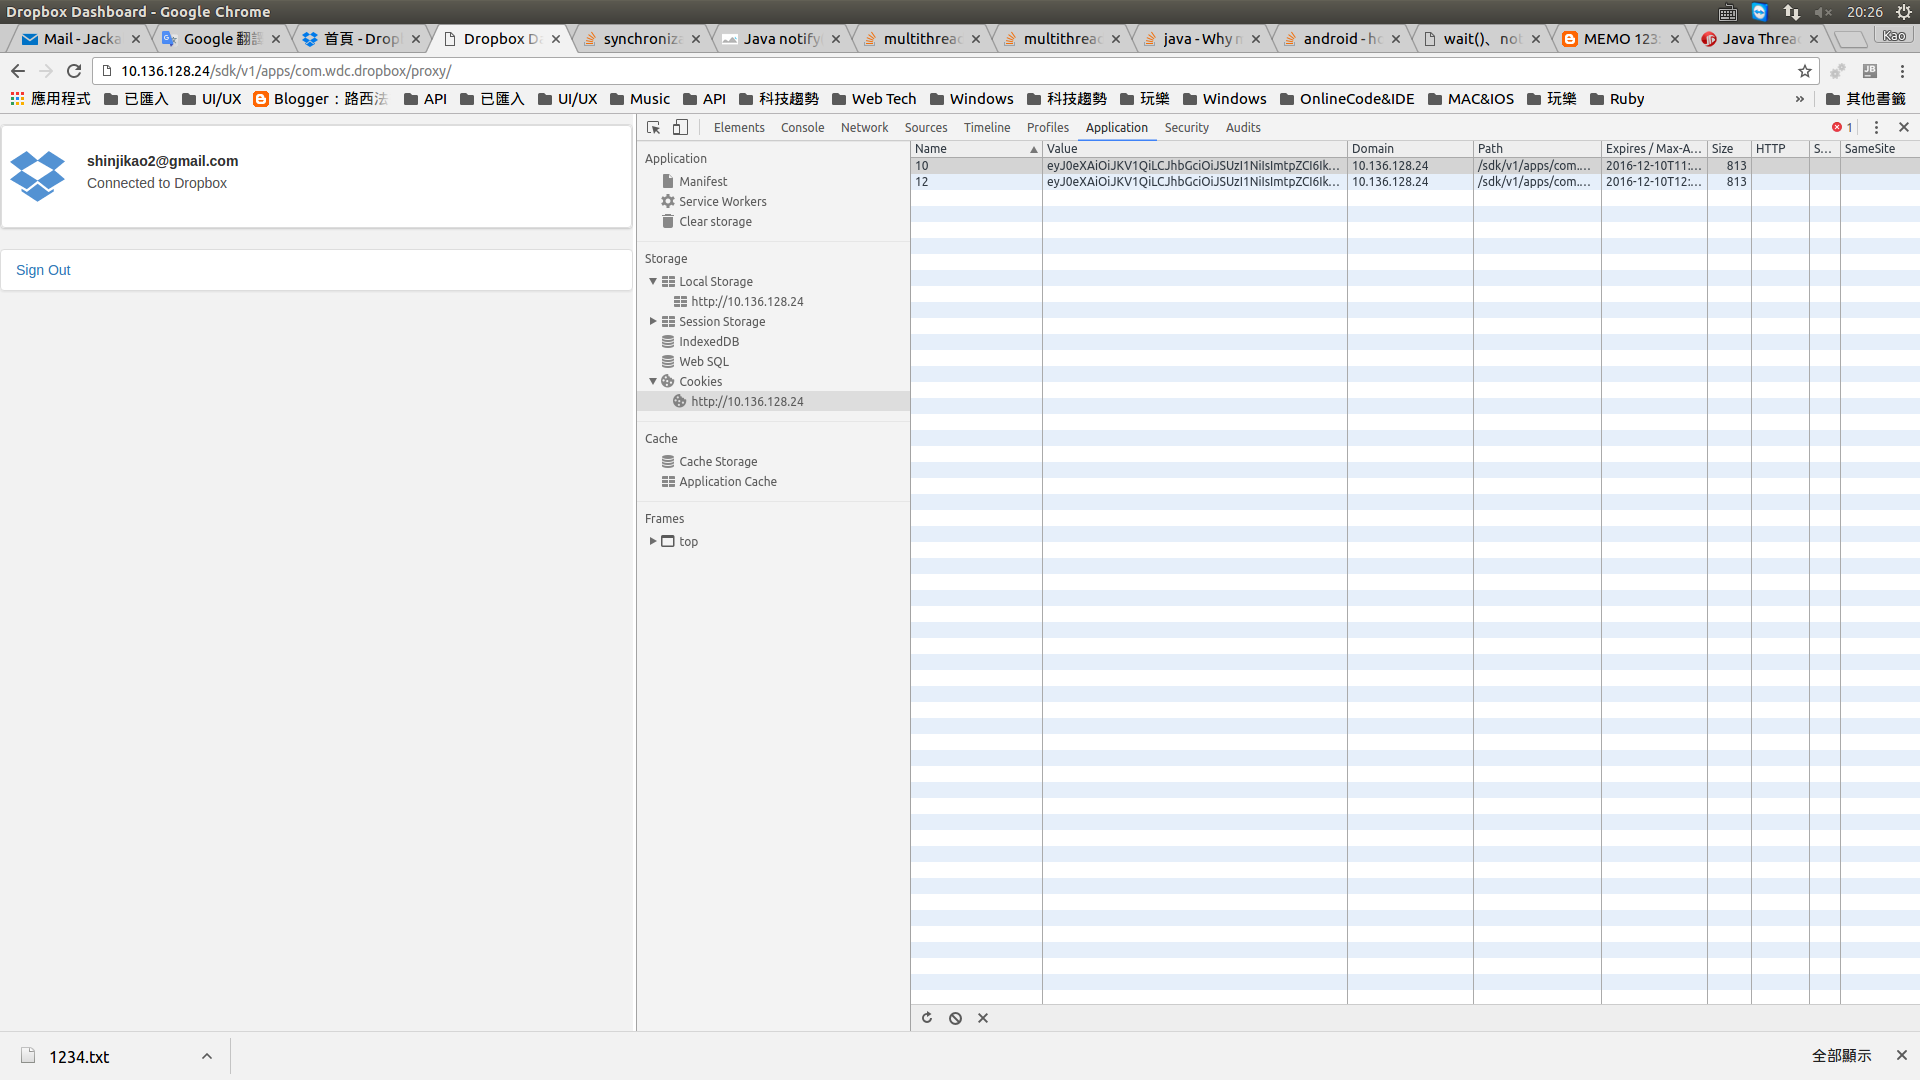 Dropbox Dashboard - Google Chrome
20:26
Mail - Jacka
Google 翻譯
首頁 - Dropl
Dropbox Da
synchroniza
Java notify
multithread
multithread
java - Why n
android - ho
wait()、not
MEMO 123:
Java Threa
Kao
10.136.128.24/sdk/v1/apps/com.wdc.dropbox/proxy/
應用程式
已匯入
UI/UX
Blogger：路西法
API
已匯入
UI/UX
Music
API
科技趨勢
Web Tech
Windows
科技趨勢
玩樂
Windows
OnlineCode&IDE
MAC&IOS
玩樂
Ruby
»
其他書籤
shinjikao2@gmail.com
Connected to Dropbox
Sign Out
Elements Console Network Sources Timeline Profiles Application Security Audits
1
Application
Manifest
Service Workers
Clear storage
Storage
Local Storage
http://10.136.128.24
Session Storage
IndexedDB
Web SQL
Cookies
http://10.136.128.24
Cache
Cache Storage
Application Cache
Frames
top
Name Value Domain Path Expires / Max-A... Size HTTP S... SameSite
10 eyJ0eXAiOiJKV1QiLCJhbGciOiJSUzI1NiIsImtpZCI6Ik... 10.136.128.24 /sdk/v1/apps/com.... 2016-12-10T11:... 813
12 eyJ0eXAiOiJKV1QiLCJhbGciOiJSUzI1NiIsImtpZCI6Ik... 10.136.128.24 /sdk/v1/apps/com.... 2016-12-10T12:... 813
1234.txt
全部顯示